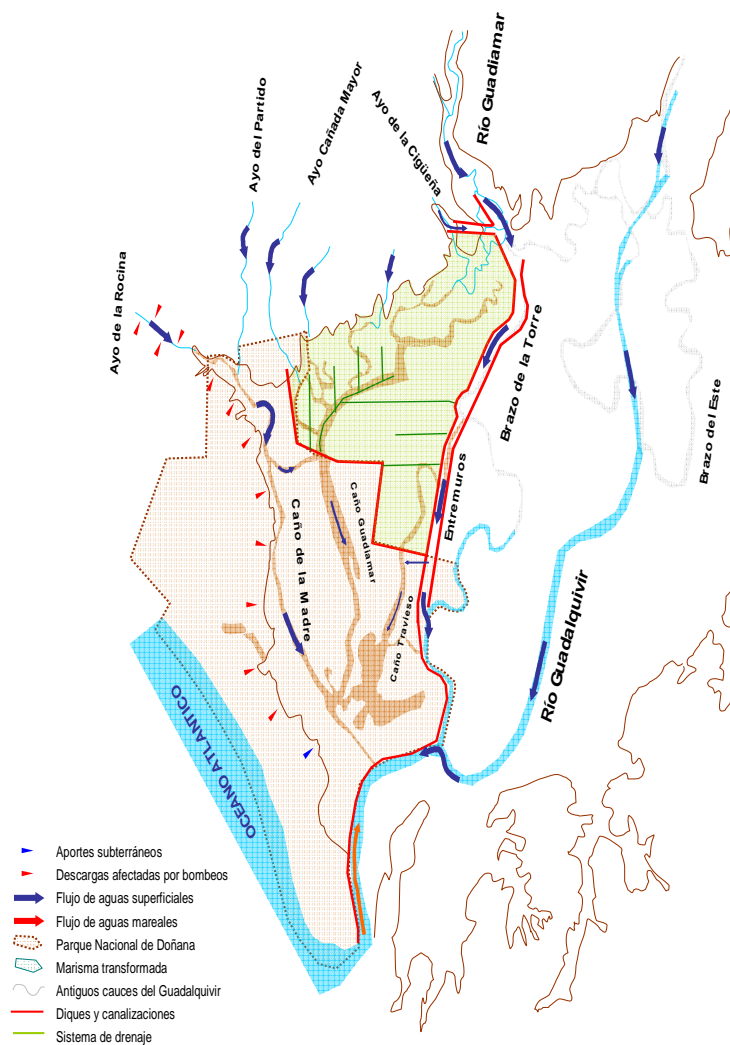 Río Guadiamar
Ayo de la Cigüeña
Ayo Cañada Mayor
Ayo del Partido
Ayo de la Rocina
Brazo de la Torre
Brazo del Este
Entremuros
Caño Guadiamar
Caño de la Madre
Caño Travieso
Río Guadalquivir
OCEANO ATLANTICO
Aportes subterráneos
Descargas afectadas por bombeos
Flujo de aguas superficiales
Flujo de aguas mareales
Parque Nacional de Doñana
Marisma transformada
Antiguos cauces del Guadalquivir
Diques y canalizaciones
Sistema de drenaje